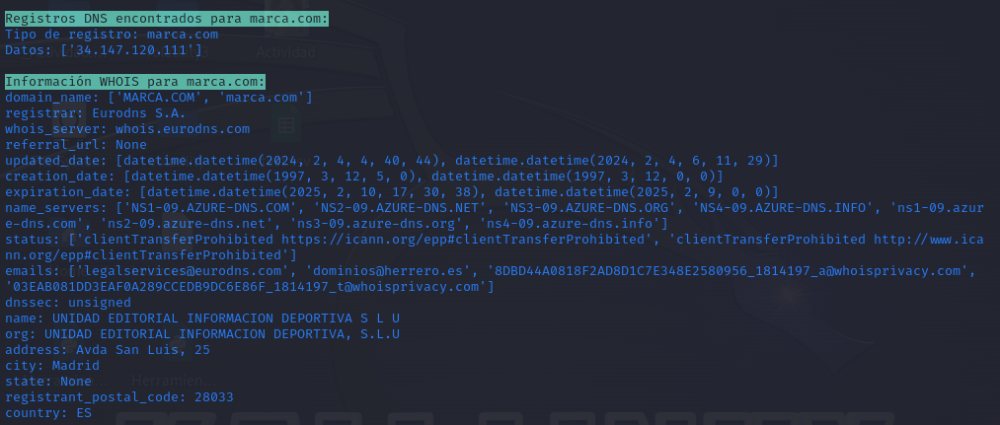 Registros DNS encontrados para marca.com:
Tipo de registro: marca.com
Datos: ['34.147.120.111']
Actividad
Información WHOIS para marca.com:
domain_name: ['MARCA.COM', 'marca.com']
registrar: Eurodns S.A.
whois_server: whois.eurodns.com
referral_url: None
updated_date: [datetime.datetime(2024, 2, 4, 4, 40, 44), datetime.datetime(2024, 2, 4, 6, 11, 29)]
creation_date: [datetime.datetime(1997, 3, 12, 5, 0), datetime.datetime(1997, 3, 12, 0, 0)]
expiration_date: [datetime.datetime(2025, 2, 10, 17, 30, 38), datetime.datetime(2025, 2, 9, 0, 0)]
name_servers: ['NS1-09.AZURE-DNS.COM', 'NS2-09.AZURE-DNS.NET', 'NS3-09.AZURE-DNS.ORG', 'NS4-09.AZURE-DNS.INFO', 'ns1-09.azur
e-dns.com', 'ns2-09.azure-dns.net', 'ns3-09.azure-dns.org', 'ns4-09.azure-dns.info']
status: ['clientTransferProhibited https://icann.org/epp#clientTransferProhibited', 'clientTransferProhibited http://www.ica
nn.org/epp#clientTransferProhibited']
emails: ['legalservices@eurodns.com', 'dominios@herrero.es', '8DBD44A0818F2AD8D1C7E348E2580956_1814197_a@whoisprivacy.com',
'03EAB081DD3EAF0A289CCEDB9DC6E86F_1814197_t@whoisprivacy.com']
dnssec: unsigned
name: UNIDAD EDITORIAL INFORMACION DEPORTIVA S L U
org: UNIDAD EDITORIAL INFORMACION DEPORTIVA, S.L.U
address: Avda San Luis, 25
city: Madrid
state: None
Herramien...
registrant_postal_code: 28033
country: ES